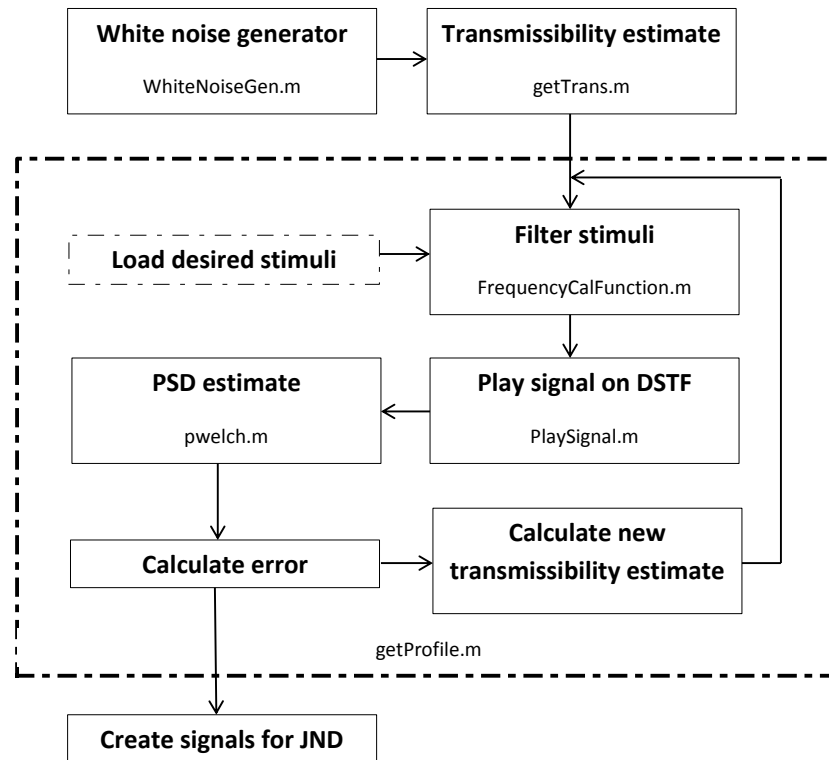 White noise generator
WhiteNoiseGen.m
Transmissibility estimate
getTrans.m
Load desired stimuli
Filter stimuli
FrequencyCalFunction.m
PSD estimate
pwelch.m
Play signal on DSTF
PlaySignal.m
Calculate error
Calculate new
transmissibility estimate
getProfile.m
Create signals for JND